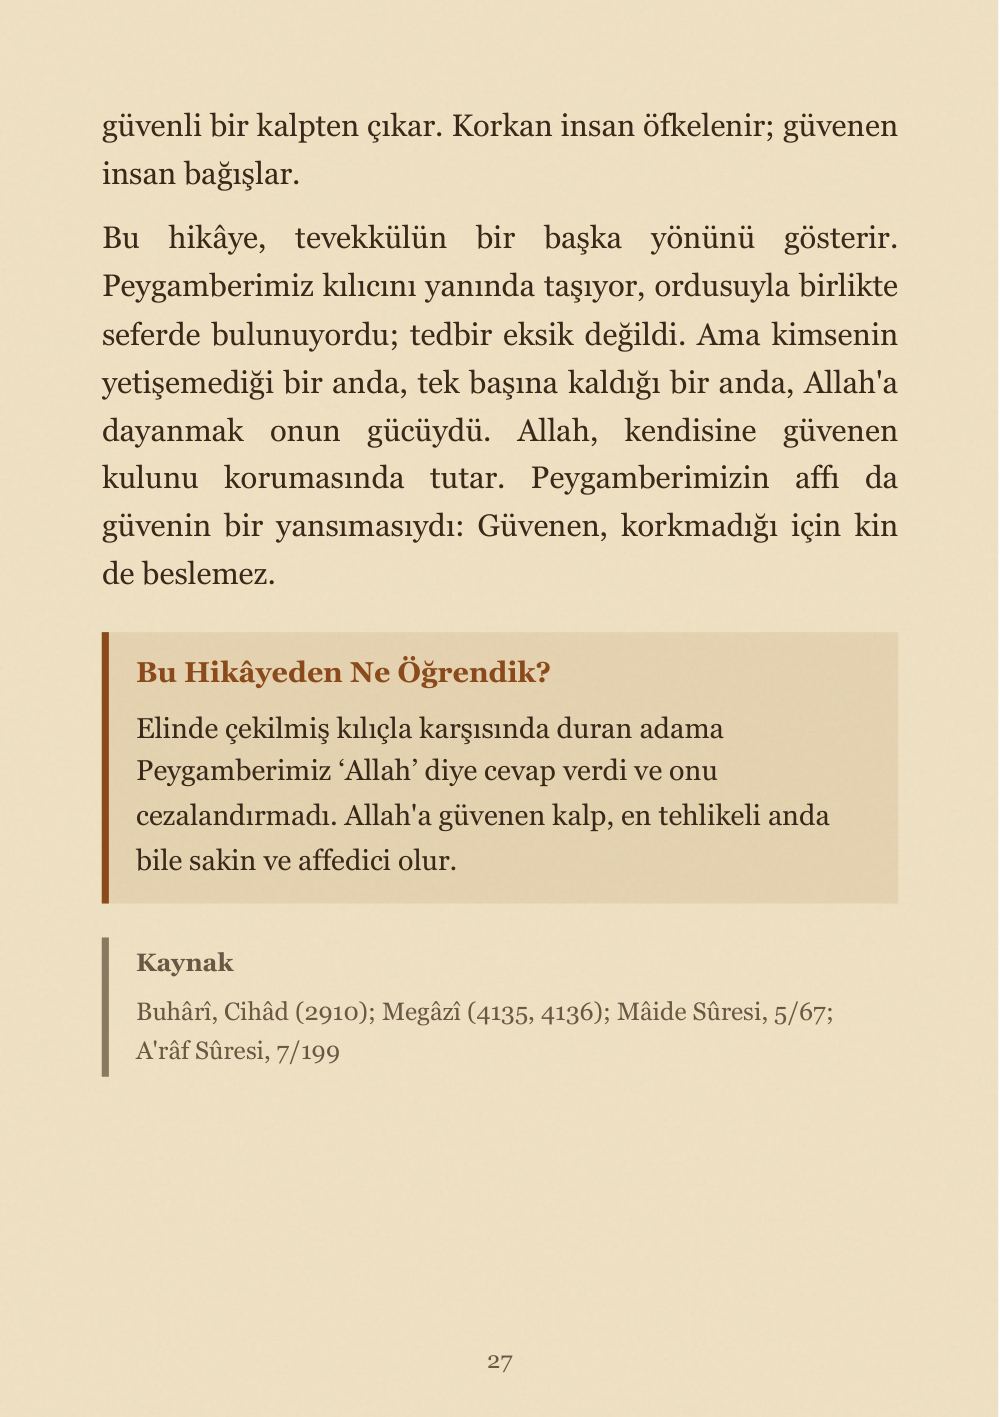 güvenli bir kalpten çıkar. Korkan insan öfkelenir; güvenen
insan bağışlar.
Bu hikâye, tevekkülün bir başka yönünü gösterir.
Peygamberimiz kılıcını yanında taşıyor, ordusuyla birlikte
seferde bulunuyordu; tedbir eksik değildi. Ama kimsenin
yetişemediği bir anda, tek başına kaldığı bir anda, Allah'a
dayanmak onun gücüydü. Allah, kendisine güvenen
kulunu korumasında tutar. Peygamberimizin affı da
güvenin bir yansımasıydı: Güvenen, korkmadığı için kin
de beslemez.
Bu Hikâyeden Ne Öğrendik?
Elinde çekilmiş kılıçla karşısında duran adama
Peygamberimiz ‘Allah’ diye cevap verdi ve onu
cezalandırmadı. Allah'a güvenen kalp, en tehlikeli anda
bile sakin ve affedici olur.
Kaynak
Buhârî, Cihâd (2910); Megâzî (4135, 4136); Mâide Sûresi, 5/67;
A'râf Sûresi, 7/199
27